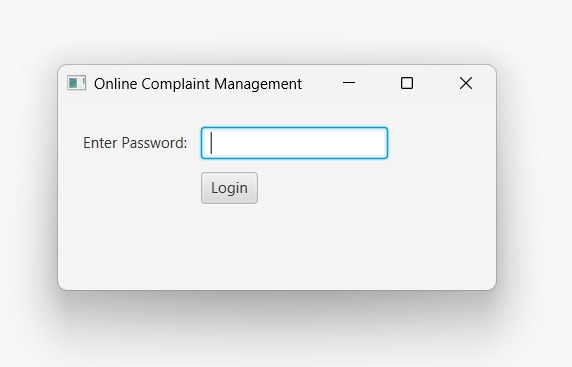 Online Complaint Management
Enter Password:
Login